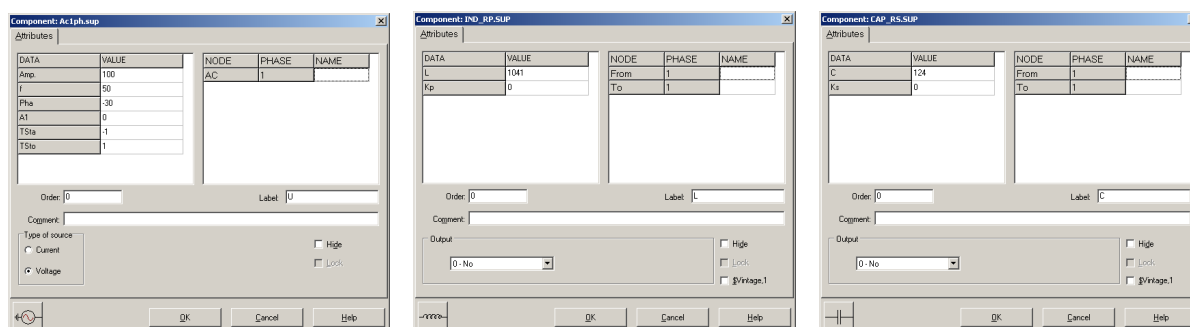 Component: Ac1ph.sup
Attributes
DATA VALUE
Amp. 100
f 50
Pha -30
A1 0
TSta -1
TSto 1
NODE PHASE NAME
AC 1
Order: 0
Label: U
Comment:
Type of source
Current
Voltage
Hide
Lock
OK Cancel Help
Component: IND_RP.SUP
Attributes
DATA VALUE
L 1041
Kp 0
NODE PHASE NAME
From 1
To 1
Order: 0
Label: L
Comment:
Output
0 - No
Hide
Lock
$Vintage,1
OK Cancel Help
Component: CAP_RS.SUP
Attributes
DATA VALUE
C 124
Ks 0
NODE PHASE NAME
From 1
To 1
Order: 0
Label: C
Comment:
Output
0 - No
Hide
Lock
$Vintage,1
OK Cancel Help